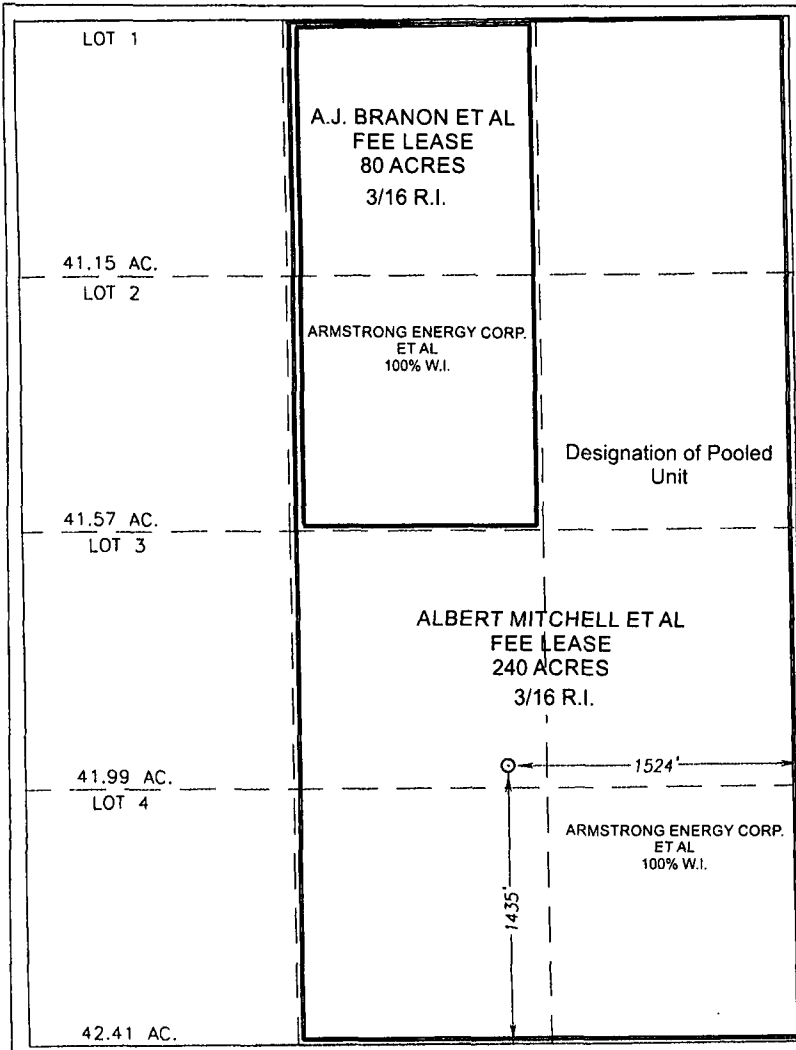 LOT 1
A.J. BRANON ET AL
FEE LEASE
80 ACRES
3/16 R.I.
41.15 AC.
LOT 2
ARMSTRONG ENERGY CORP.
ET AL
100% W.I.
Designation of Pooled
Unit
41.57 AC.
LOT 3
ALBERT MITCHELL ET AL
FEE LEASE
240 ACRES
3/16 R.I.
1524'
41.99 AC.
LOT 4
ARMSTRONG ENERGY CORP.
ET AL
100% W.I.
1435'
42.41 AC.